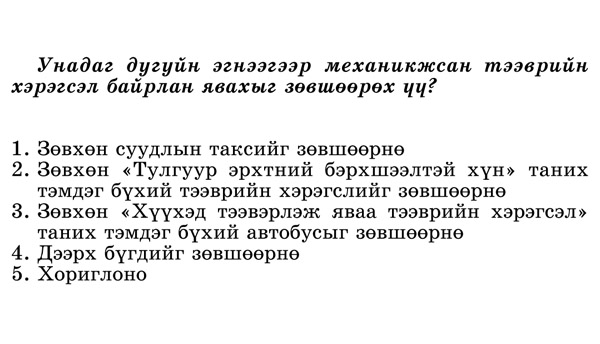 Унадаг дугуйн эгнээгээр механикжсан тээврийн
хэрэгсэл байрлан явахыг зөвшөөрөх үү?
1. Зөвхөн суудлын таксийг зөвшөөрнө
2. Зөвхөн «Тулгуур эрхтний бэрхшээлтэй хүн» таних
тэмдэг бүхий тээврийн хэрэгслийг зөвшөөрнө
3. Зөвхөн «Хүүхэд тээвэрлэж яваа тээврийн хэрэгсэл»
таних тэмдэг бүхий автобусыг зөвшөөрнө
4. Дээрх бүгдийг зөвшөөрнө
5. Хориглоно